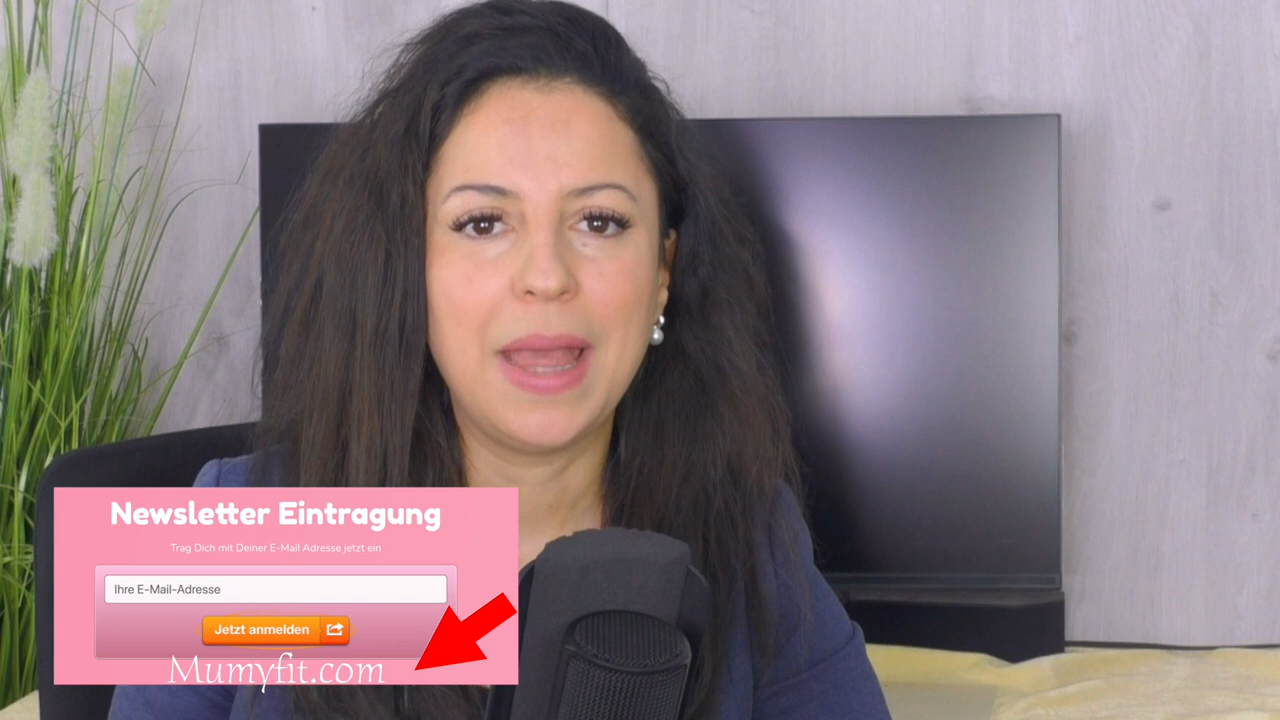 Newsletter Eintragung
Trag Dich mit Deiner E-Mail Adresse jetzt ein
Ihre E-Mail-Adresse
Jetzt anmelden
Mumyfit.com